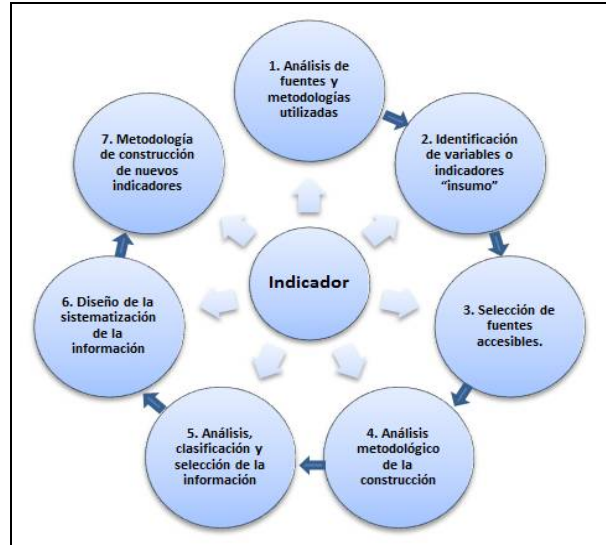 1. Análisis de
fuentes y
metodologías
utilizadas
2. Identificación
de variables o
indicadores
“insumo”
3. Selección de
fuentes
accesibles.
4. Análisis
metodológico
de la
construcción
5. Análisis,
clasificación y
selección de la
información
6. Diseño de la
sistematización
de la
información
7. Metodología
de construcción
de nuevos
indicadores
Indicador